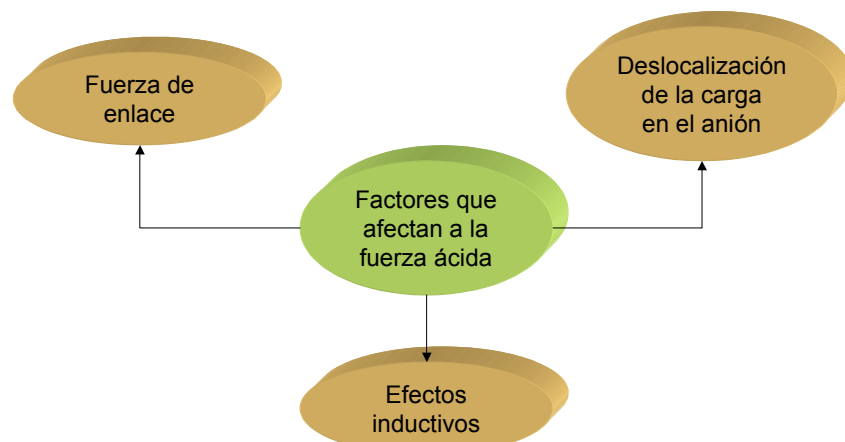 Fuerza de
enlace
Deslocalización
de la carga
en el anión
Factores que
afectan a la
fuerza ácida
Efectos
inductivos